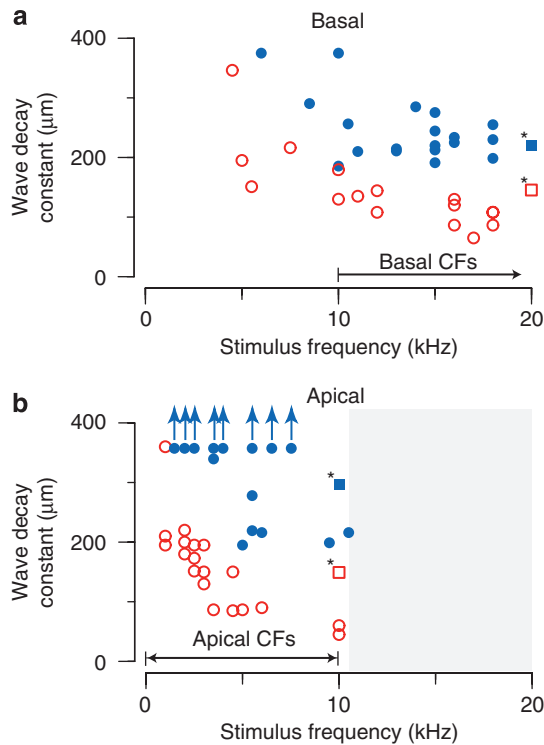 a
Basal
400
200
0
Wave decay
constant (μm)
*
*
Basal CFs
0
10
20
Stimulus frequency (kHz)
b
Apical
400
200
0
Wave decay
constant (μm)
*
*
Apical CFs
0
10
20
Stimulus frequency (kHz)